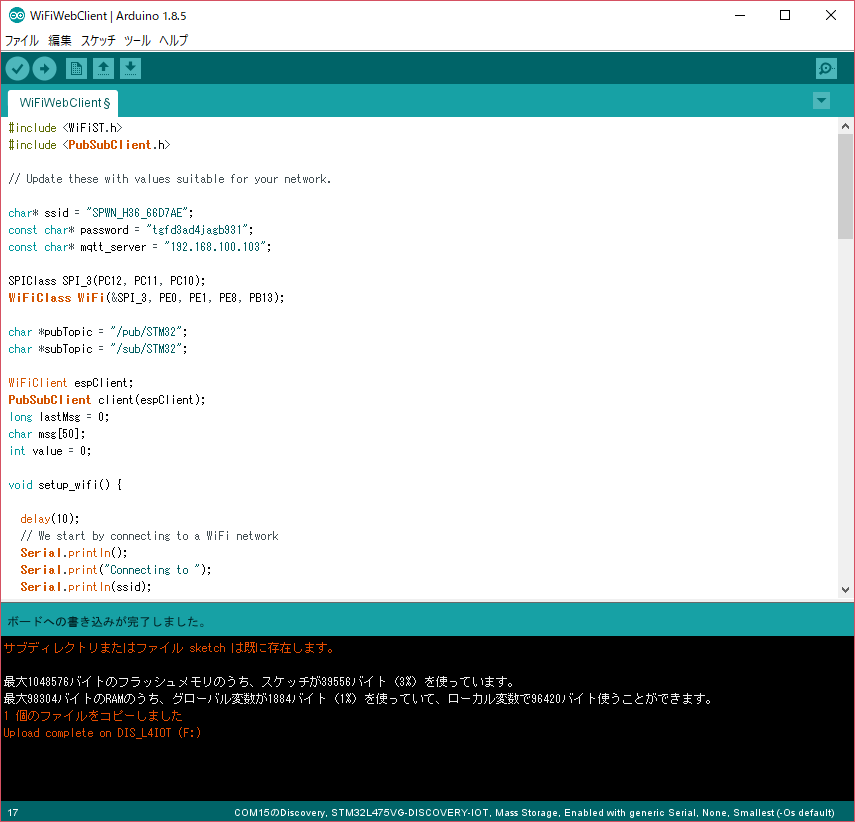 WiFiWebClient | Arduino 1.8.5
ファイル 編集 スケッチ ツール ヘルプ
WiFiWebClient §
#include <WiFiST.h>
#include <PubSubClient.h>
// Update these with values suitable for your network.
char* ssid = "SPWN_H36_66D7AE";
const char* password = "tgfd3ad4jagb931";
const char* mqtt_server = "192.168.100.103";
SPIClass SPI_3(PC12, PC11, PC10);
WiFiClass WiFi(&SPI_3, PE0, PE1, PE8, PB13);
char *pubTopic = "/pub/STM32";
char *subTopic = "/sub/STM32";
WiFiClient espClient;
PubSubClient client(espClient);
long lastMsg = 0;
char msg[50];
int value = 0;
void setup_wifi() {
delay(10);
// We start by connecting to a WiFi network
Serial.println();
Serial.print("Connecting to ");
Serial.println(ssid);
ボードへの書き込みが完了しました。
サブディレクトリまたはファイル sketch は既に存在します。
最大1048576バイトのフラッシュメモリのうち、スケッチが39556バイト（3%）を使っています。
最大98304バイトのRAMのうち、グローバル変数が1884バイト（1%）を使っていて、ローカル変数で96420バイト使うことができます。
1 個のファイルをコピーしました
Upload complete on DIS_L4IOT (F:)
17 COM15のDiscovery, STM32L475VG-DISCOVERY-IOT, Mass Storage, Enabled with generic Serial, None, Smallest (-Os default)